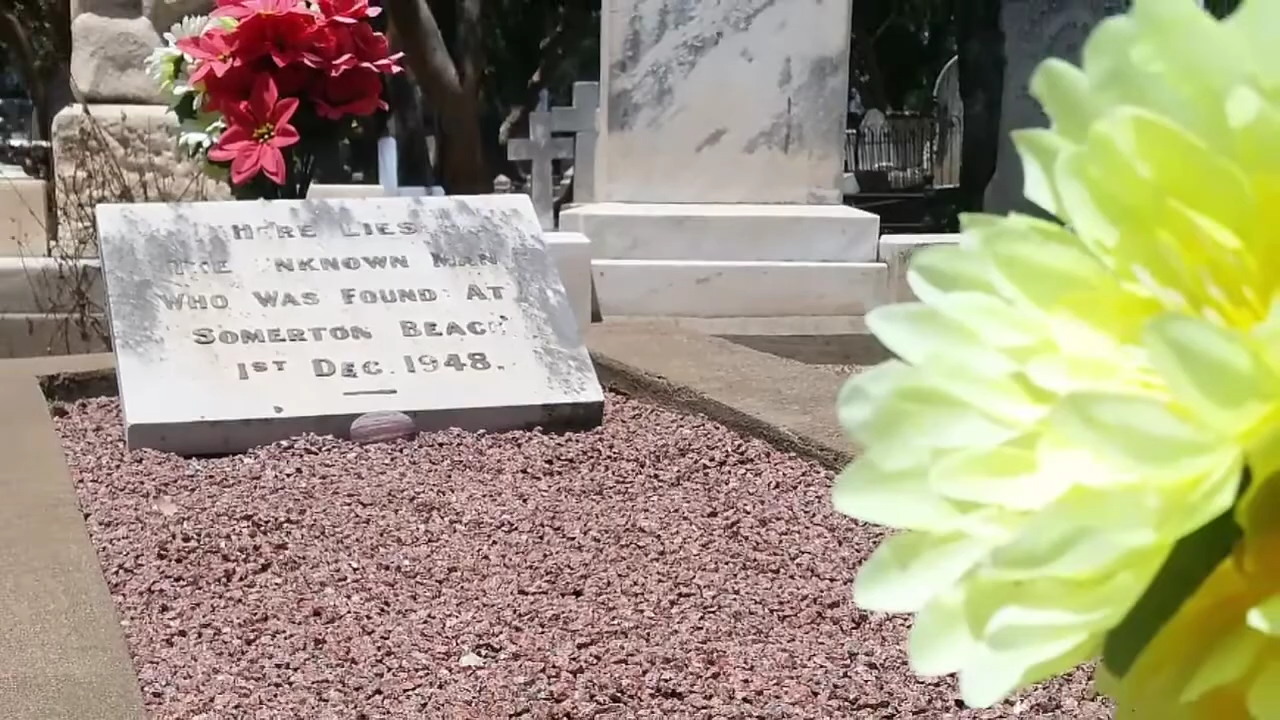 HERE LIES
THE UNKNOWN MAN
WHO WAS FOUND AT
SOMERTON BEACH
1ST DEC. 1948.